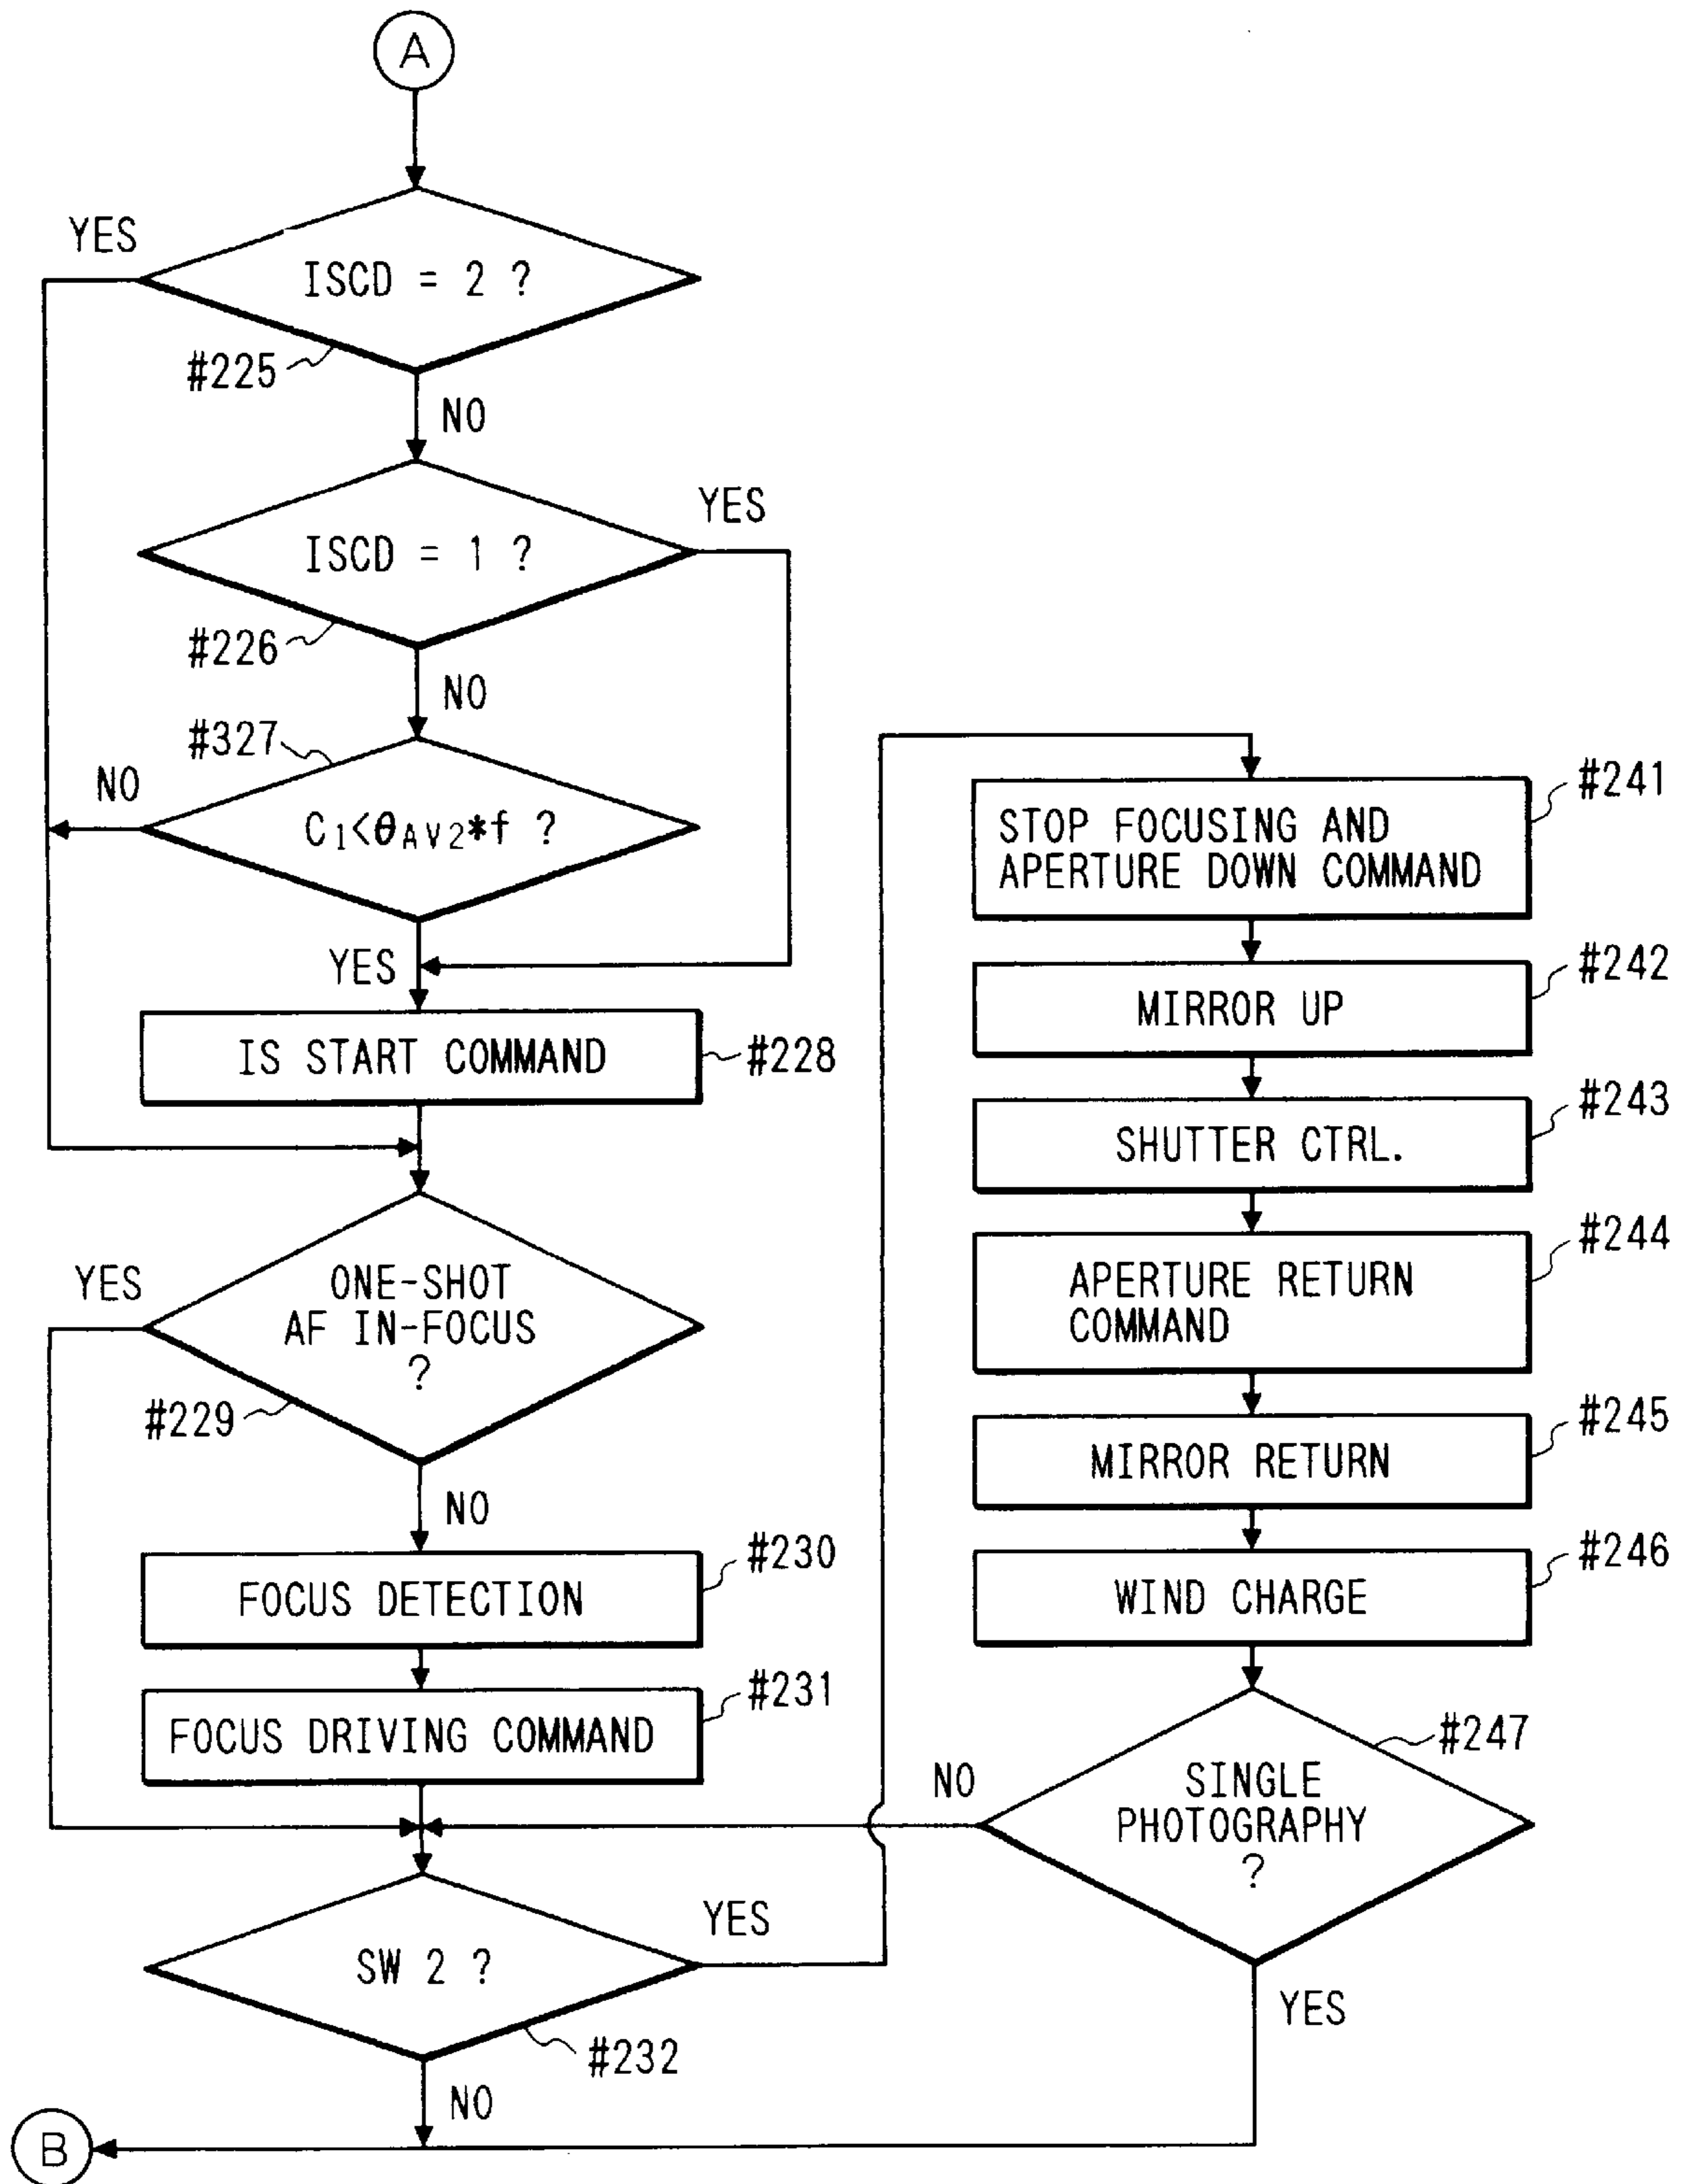 A
YES
ISCD = 2 ?
#225
NO
YES
ISCD = 1 ?
#226
NO
#327
NO
C1<θAV2*f ?
YES
IS START COMMAND
#228
YES
ONE-SHOT
AF IN-FOCUS
?
#229
NO
#230
FOCUS DETECTION
#231
FOCUS DRIVING COMMAND
YES
SW 2 ?
#232
NO
B
#241
STOP FOCUSING AND
APERTURE DOWN COMMAND
#242
MIRROR UP
#243
SHUTTER CTRL.
#244
APERTURE RETURN
COMMAND
#245
MIRROR RETURN
#246
WIND CHARGE
#247
NO
SINGLE
PHOTOGRAPHY
?
YES